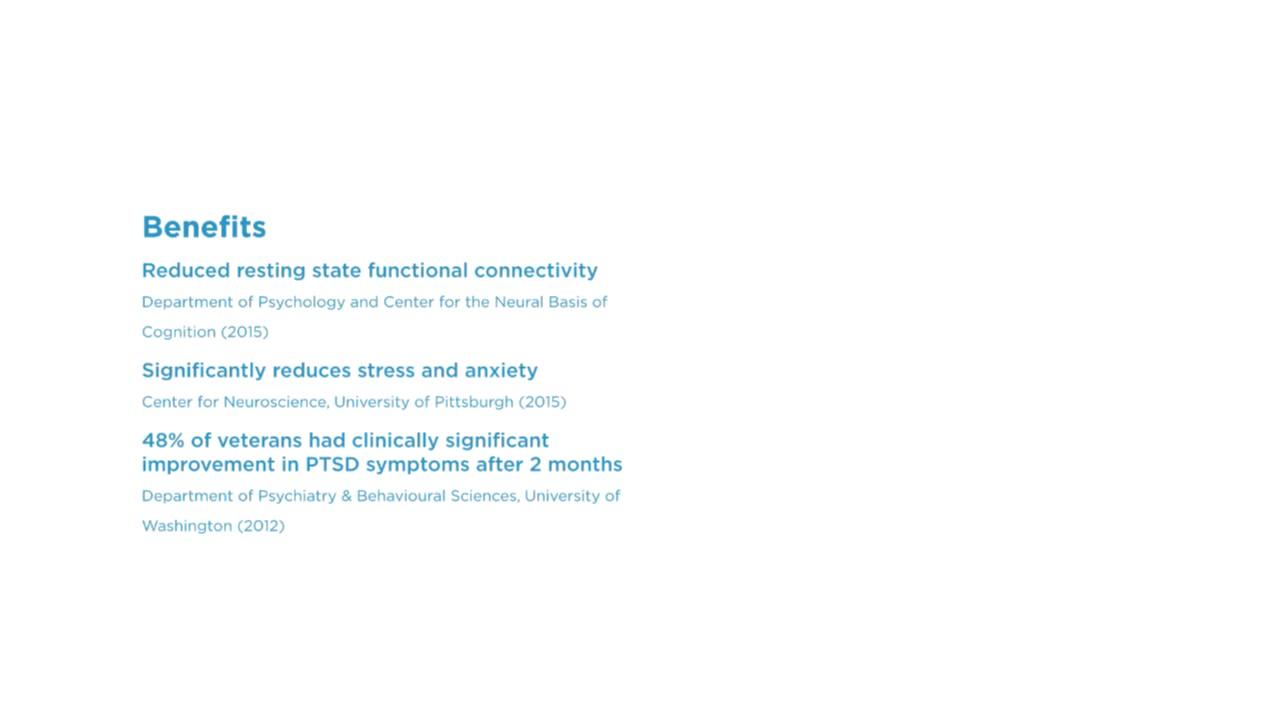 Benefits
Reduced resting state functional connectivity
Department of Psychology and Center for the Neural Basis of
Cognition (2015)
Significantly reduces stress and anxiety
Center for Neuroscience, University of Pittsburgh (2015)
48% of veterans had clinically significant
improvement in PTSD symptoms after 2 months
Department of Psychiatry & Behavioural Sciences, University of
Washington (2012)